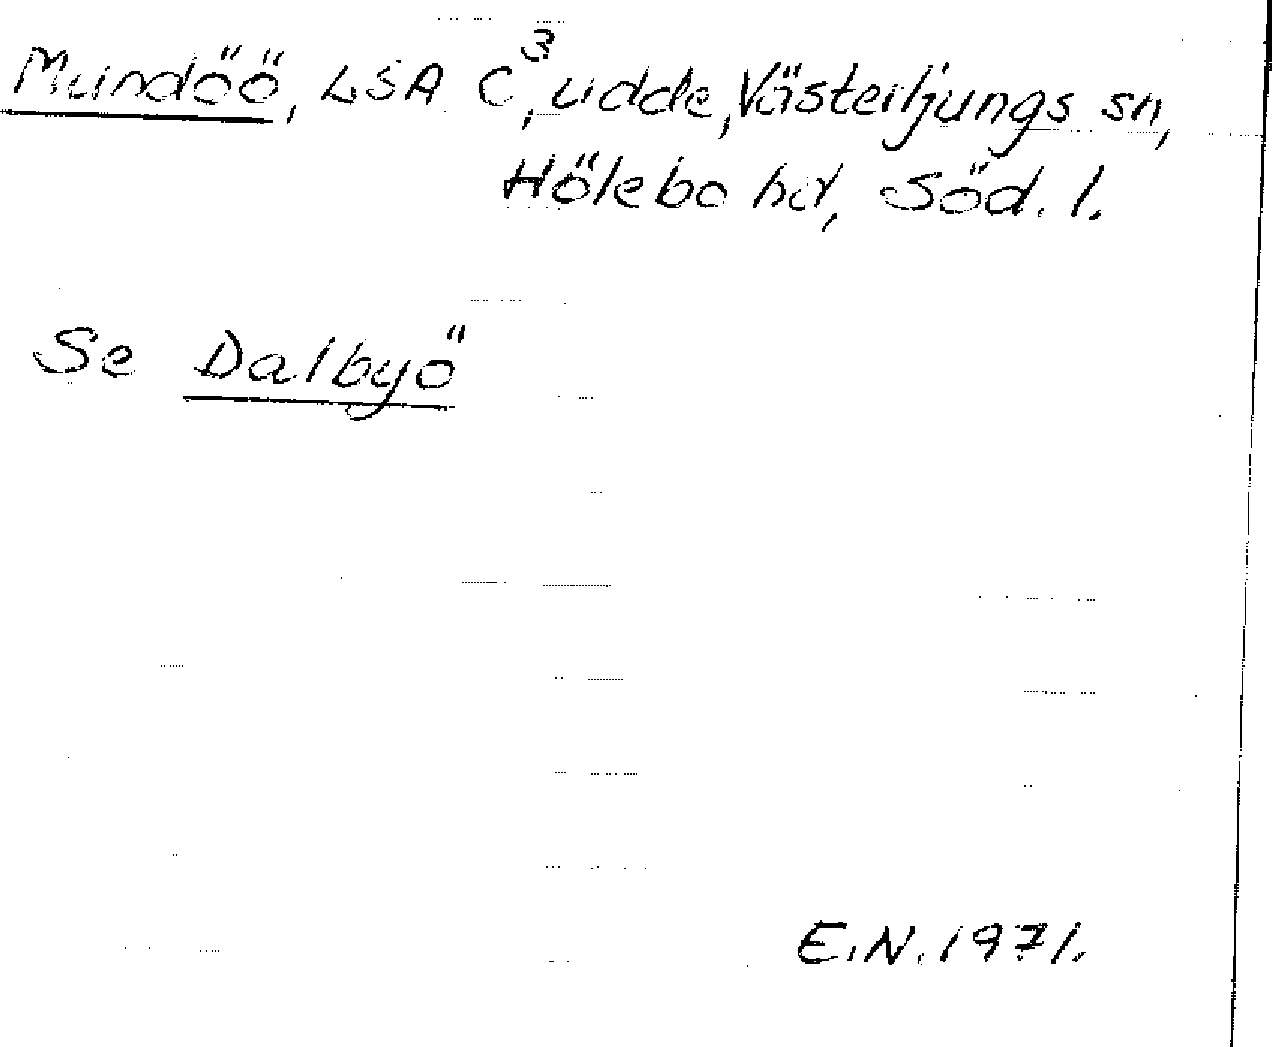 Mundöö, LSA C³, udde, Västerljungs sn,
Hölebo hd, Söd. l.
Se Dalbyö
E.N. 1971.